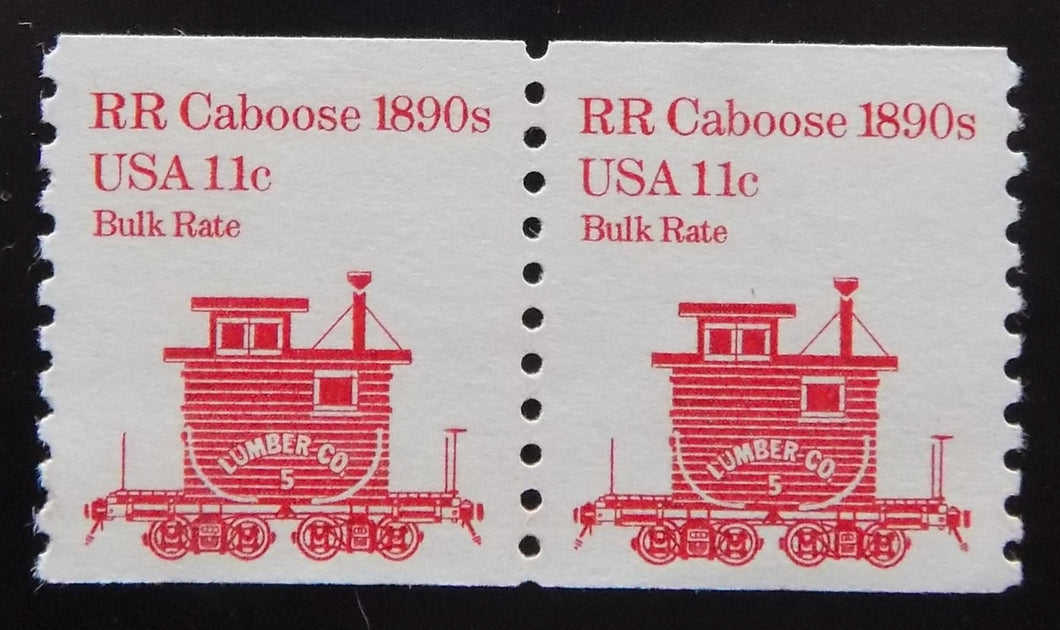 RR Caboose 1890s
USA 11c
Bulk Rate
LUMBER-CO.
5
RR Caboose 1890s
USA 11c
Bulk Rate
LUMBER-CO.
5